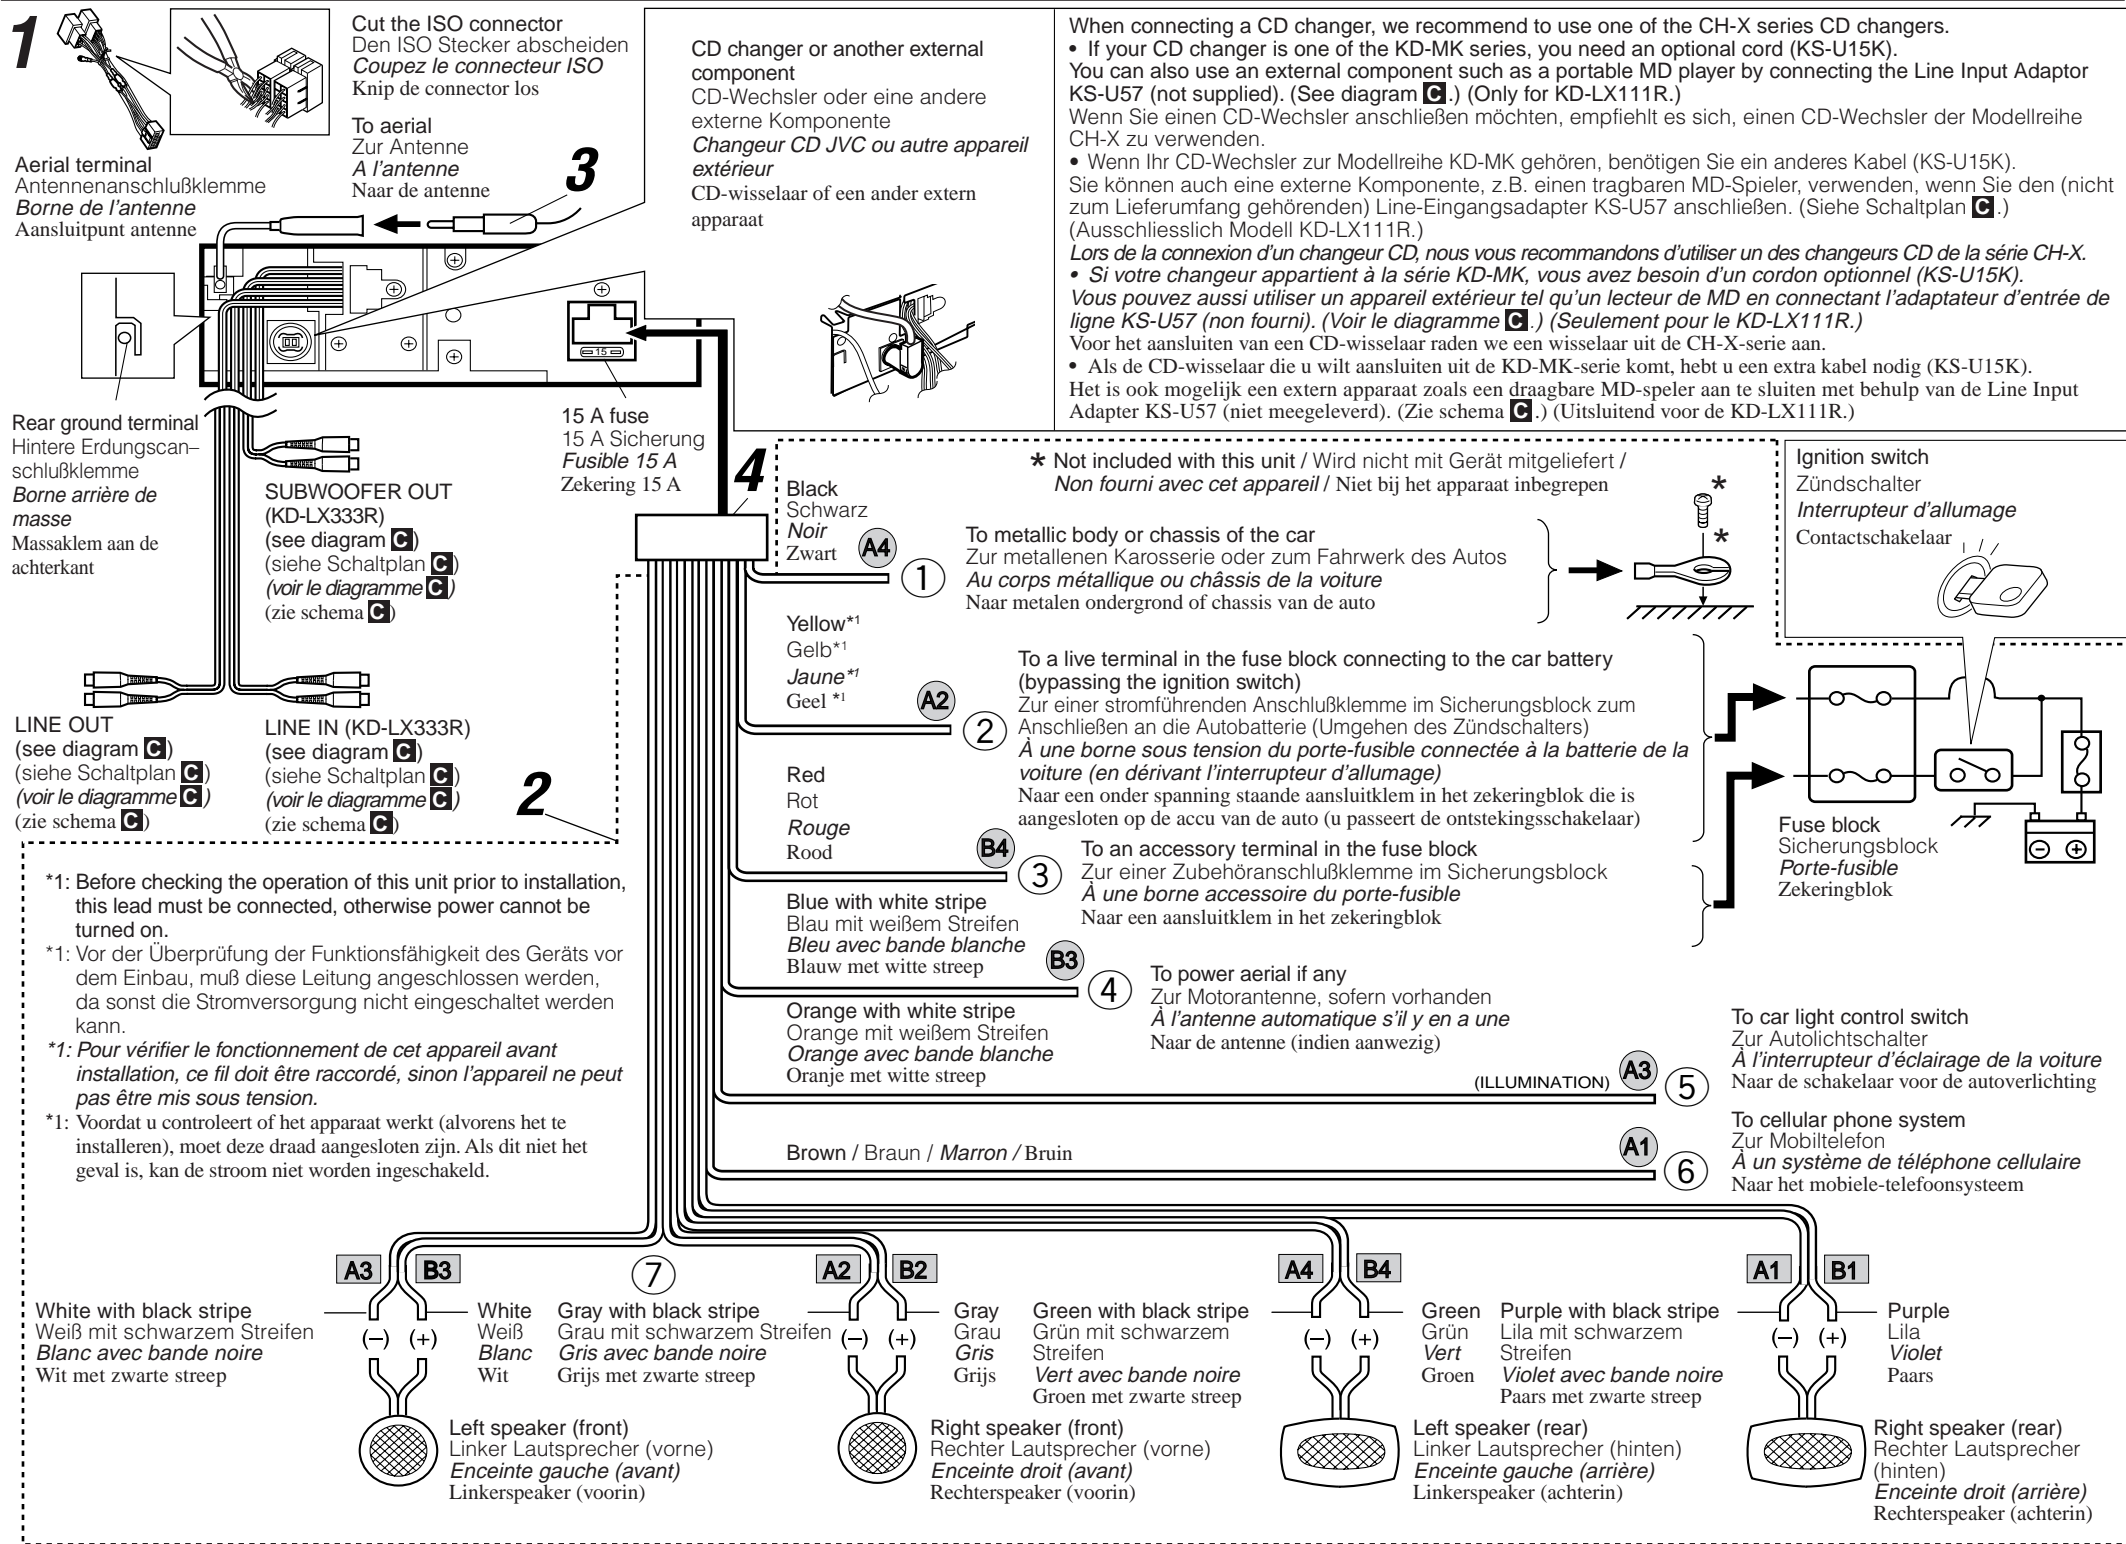 1
Cut the ISO connector
Den ISO Stecker abscheiden
Coupez le connecteur ISO
Knip de connector los
To aerial
Zur Antenne
A l'antenne
Naar de antenne
3
Aerial terminal
Antennenanschlußklemme
Borne de l'antenne
Aansluitpunt antenne
CD changer or another external
component
CD-Wechsler oder eine andere
externe Komponente
Changeur CD JVC ou autre appareil
extérieur
CD-wisselaar of een ander extern
apparaat
When connecting a CD changer, we recommend to use one of the CH-X series CD changers.
• If your CD changer is one of the KD-MK series, you need an optional cord (KS-U15K).
You can also use an external component such as a portable MD player by connecting the Line Input Adaptor
KS-U57 (not supplied). (See diagram C .) (Only for KD-LX111R.)
Wenn Sie einen CD-Wechsler anschließen möchten, empfiehlt es sich, einen CD-Wechsler der Modellreihe
CH-X zu verwenden.
• Wenn Ihr CD-Wechsler zur Modellreihe KD-MK gehören, benötigen Sie ein anderes Kabel (KS-U15K).
Sie können auch eine externe Komponente, z.B. einen tragbaren MD-Spieler, verwenden, wenn Sie den (nicht
zum Lieferumfang gehörenden) Line-Eingangsadapter KS-U57 anschließen. (Siehe Schaltplan C .)
(Ausschliesslich Modell KD-LX111R.)
Lors de la connexion d'un changeur CD, nous vous recommandons d'utiliser un des changeurs CD de la série CH-X.
• Si votre changeur appartient à la série KD-MK, vous avez besoin d'un cordon optionnel (KS-U15K).
Vous pouvez aussi utiliser un appareil extérieur tel qu'un lecteur de MD en connectant l'adaptateur d'entrée de
ligne KS-U57 (non fourni). (Voir le diagramme C .) (Seulement pour le KD-LX111R.)
Voor het aansluiten van een CD-wisselaar raden we een wisselaar uit de CH-X-serie aan.
• Als de CD-wisselaar die u wilt aansluiten uit de KD-MK-serie komt, hebt u een extra kabel nodig (KS-U15K).
Het is ook mogelijk een extern apparaat zoals een draagbare MD-speler aan te sluiten met behulp van de Line Input
Adapter KS-U57 (niet meegeleverd). (Zie schema C .) (Uitsluitend voor de KD-LX111R.)
15
Rear ground terminal
Hintere Erdungscan–
schlußklemme
Borne arrière de
masse
Massaklem aan de
achterkant
15 A fuse
15 A Sicherung
Fusible 15 A
Zekering 15 A
4
SUBWOOFER OUT
(KD-LX333R)
(see diagram C)
(siehe Schaltplan C)
(voir le diagramme C)
(zie schema C)
LINE OUT
(see diagram C)
(siehe Schaltplan C)
(voir le diagramme C)
(zie schema C)
LINE IN (KD-LX333R)
(see diagram C)
(siehe Schaltplan C)
(voir le diagramme C)
(zie schema C)
2
* Not included with this unit / Wird nicht mit Gerät mitgeliefert /
Non fourni avec cet appareil / Niet bij het apparaat inbegrepen
*
*
Ignition switch
Zündschalter
Interrupteur d'allumage
Contactschakelaar
Black
Schwarz
Noir
Zwart
A4
①
To metallic body or chassis of the car
Zur metallenen Karosserie oder zum Fahrwerk des Autos
Au corps métallique ou châssis de la voiture
Naar metalen ondergrond of chassis van de auto
Yellow*1
Gelb*1
Jaune*1
Geel *1
A2
②
To a live terminal in the fuse block connecting to the car battery
(bypassing the ignition switch)
Zur einer stromführenden Anschlußklemme im Sicherungsblock zum
Anschließen an die Autobatterie (Umgehen des Zündschalters)
À une borne sous tension du porte-fusible connectée à la batterie de la
voiture (en dérivant l'interrupteur d'allumage)
Naar een onder spanning staande aansluitklem in het zekeringblok die is
aangesloten op de accu van de auto (u passeert de ontstekingsschakelaar)
Red
Rot
Rouge
Rood
B4
③
To an accessory terminal in the fuse block
Zur einer Zubehöranschlußklemme im Sicherungsblock
À une borne accessoire du porte-fusible
Naar een aansluitklem in het zekeringblok
Fuse block
Sicherungsblock
Porte-fusible
Zekeringblok
Blue with white stripe
Blau mit weißem Streifen
Bleu avec bande blanche
Blauw met witte streep
B3
④
To power aerial if any
Zur Motorantenne, sofern vorhanden
À l'antenne automatique s'il y en a une
Naar de antenne (indien aanwezig)
Orange with white stripe
Orange mit weißem Streifen
Orange avec bande blanche
Oranje met witte streep
(ILLUMINATION)
A3
⑤
To car light control switch
Zur Autolichtschalter
À l'interrupteur d'éclairage de la voiture
Naar de schakelaar voor de autoverlichting
Brown / Braun / Marron / Bruin
A1
⑥
To cellular phone system
Zur Mobiltelefon
À un système de téléphone cellulaire
Naar het mobiele-telefoonsysteem
*1: Before checking the operation of this unit prior to installation,
this lead must be connected, otherwise power cannot be
turned on.
*1: Vor der Überprüfung der Funktionsfähigkeit des Geräts vor
dem Einbau, muß diese Leitung angeschlossen werden,
da sonst die Stromversorgung nicht eingeschaltet werden
kann.
*1: Pour vérifier le fonctionnement de cet appareil avant
installation, ce fil doit être raccordé, sinon l'appareil ne peut
pas être mis sous tension.
*1: Voordat u controleert of het apparaat werkt (alvorens het te
installeren), moet deze draad aangesloten zijn. Als dit niet het
geval is, kan de stroom niet worden ingeschakeld.
A3 B3
⑦
A2 B2
A4 B4
A1 B1
White with black stripe
Weiß mit schwarzem Streifen
Blanc avec bande noire
Wit met zwarte streep
(–) (+)
White
Weiß
Blanc
Wit
Gray with black stripe
Grau mit schwarzem Streifen
Gris avec bande noire
Grijs met zwarte streep
(–) (+)
Gray
Grau
Gris
Grijs
Green with black stripe
Grün mit schwarzem
Streifen
Vert avec bande noire
Groen met zwarte streep
(–) (+)
Green
Grün
Vert
Groen
Purple with black stripe
Lila mit schwarzem
Streifen
Violet avec bande noire
Paars met zwarte streep
(–) (+)
Purple
Lila
Violet
Paars
Left speaker (front)
Linker Lautsprecher (vorne)
Enceinte gauche (avant)
Linkerspeaker (voorin)
Right speaker (front)
Rechter Lautsprecher (vorne)
Enceinte droit (avant)
Rechterspeaker (voorin)
Left speaker (rear)
Linker Lautsprecher (hinten)
Enceinte gauche (arrière)
Linkerspeaker (achterin)
Right speaker (rear)
Rechter Lautsprecher
(hinten)
Enceinte droit (arrière)
Rechterspeaker (achterin)